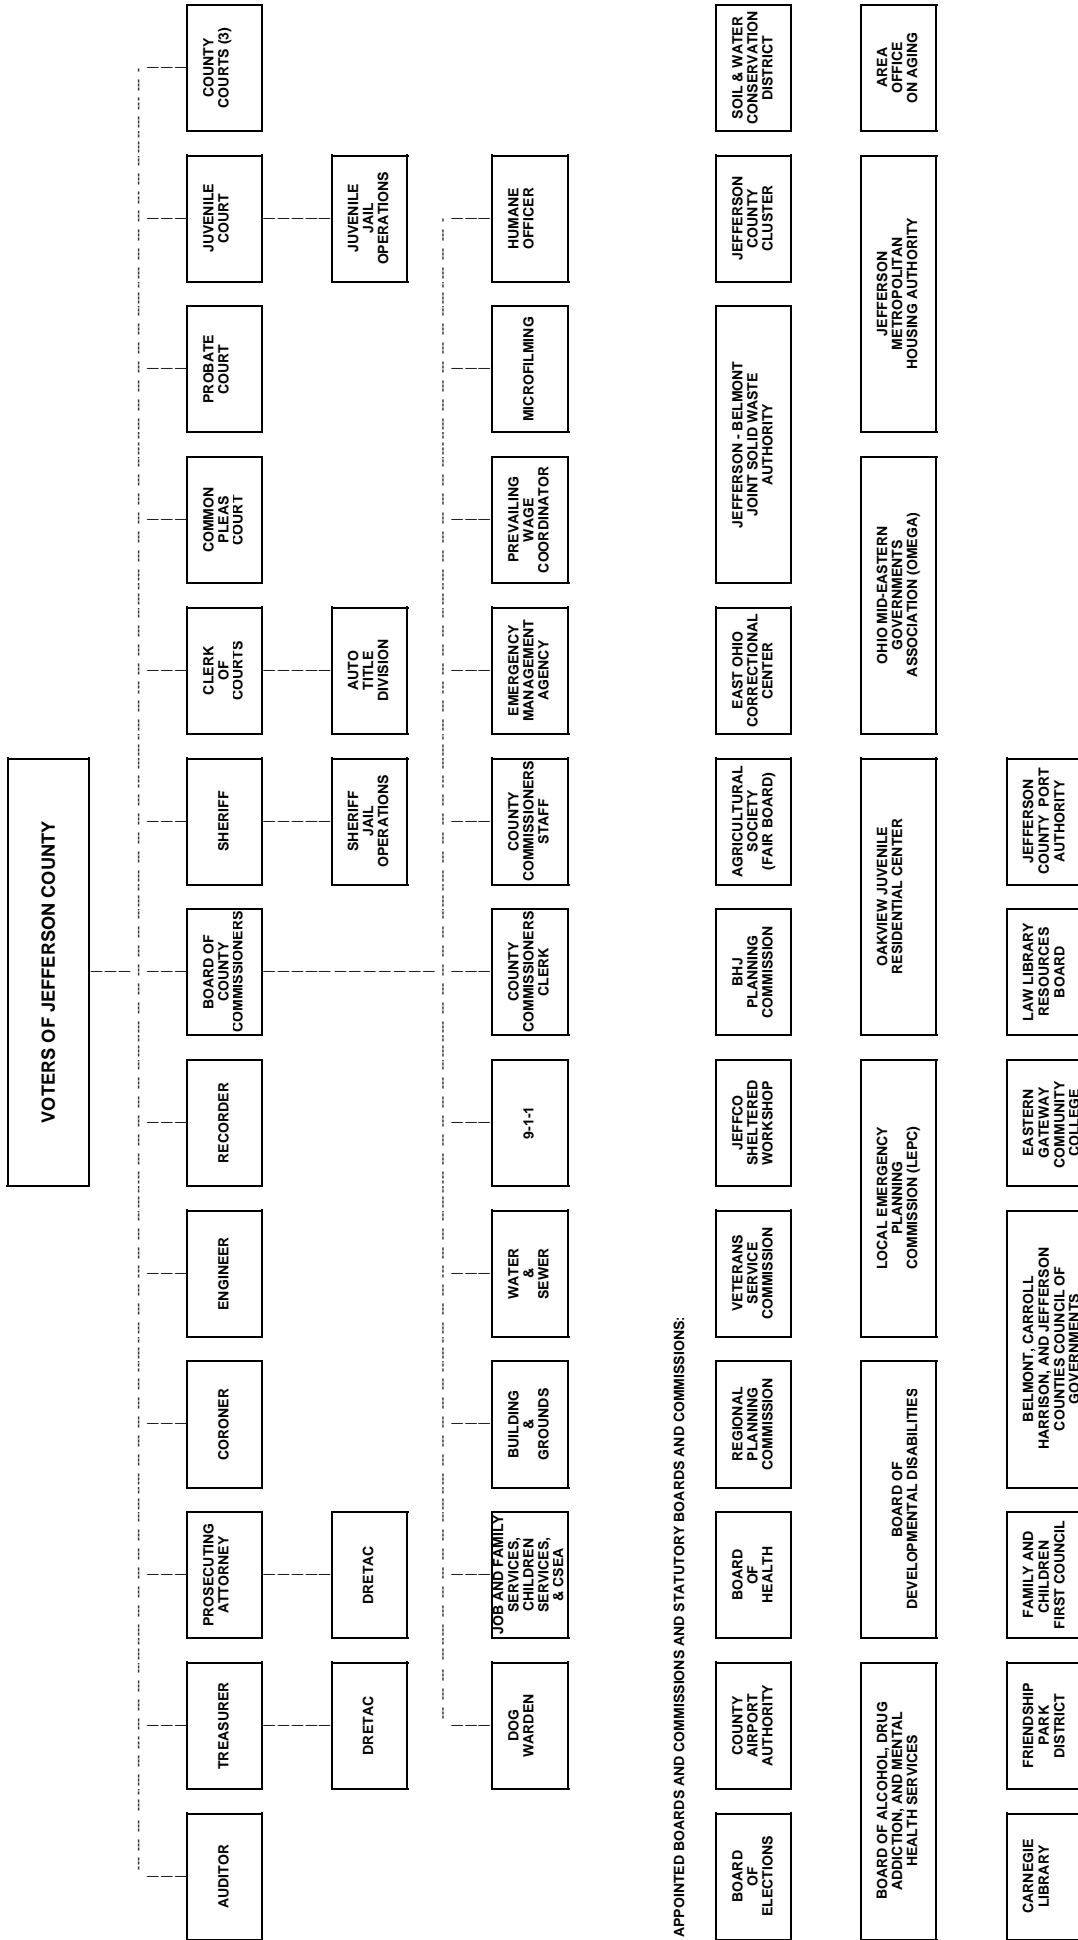 VOTERS OF JEFFERSON COUNTY
AUDITOR
TREASURER
PROSECUTING
ATTORNEY
CORONER
ENGINEER
RECORDER
BOARD OF
COUNTY
COMMISSIONERS
SHERIFF
CLERK
OF
COURTS
COMMON
PLEAS
COURT
PROBATE
COURT
JUVENILE
COURT
COUNTY
COURTS (3)
DRETAC
DRETAC
SHERIFF
JAIL
OPERATIONS
AUTO
TITLE
DIVISION
JUVENILE
JAIL
OPERATIONS
DOG
WARDEN
JOB AND FAMILY
SERVICES,
CHILDREN
SERVICES,
& CSEA
BUILDING
&
GROUNDS
WATER
&
SEWER
9-1-1
COUNTY
COMMISSIONERS
CLERK
COUNTY
COMMISSIONERS
STAFF
EMERGENCY
MANAGEMENT
AGENCY
PREVAILING
WAGE
COORDINATOR
MICROFILMING
HUMANE
OFFICER
APPOINTED BOARDS AND COMMISSIONS AND STATUTORY BOARDS AND COMMISSIONS:
BOARD
OF
ELECTIONS
COUNTY
AIRPORT
AUTHORITY
BOARD
OF
HEALTH
REGIONAL
PLANNING
COMMISSION
VETERANS
SERVICE
COMMISSION
JEFFCO
SHELTERED
WORKSHOP
BHJ
PLANNING
COMMISSION
AGRICULTURAL
SOCIETY
(FAIR BOARD)
EAST OHIO
CORRECTIONAL
CENTER
JEFFERSON - BELMONT
JOINT SOLID WASTE
AUTHORITY
JEFFERSON
COUNTY
CLUSTER
SOIL & WATER
CONSERVATION
DISTRICT
BOARD OF ALCOHOL, DRUG
ADDICTION, AND MENTAL
HEALTH SERVICES
BOARD OF
DEVELOPMENTAL DISABILITIES
LOCAL EMERGENCY
PLANNING
COMMISSION (LEPC)
OAKVIEW JUVENILE
RESIDENTIAL CENTER
OHIO MID-EASTERN
GOVERNMENTS
ASSOCIATION (OMEGA)
JEFFERSON
METROPOLITAN
HOUSING AUTHORITY
AREA
OFFICE
ON AGING
CARNEGIE
LIBRARY
FRIENDSHIP
PARK
DISTRICT
FAMILY AND
CHILDREN
FIRST COUNCIL
BELMONT, CARROLL
HARRISON, AND JEFFERSON
COUNTIES COUNCIL OF
GOVERNMENTS
EASTERN
GATEWAY
COMMUNITY
COLLEGE
LAW LIBRARY
RESOURCES
BOARD
JEFFERSON
COUNTY PORT
AUTHORITY